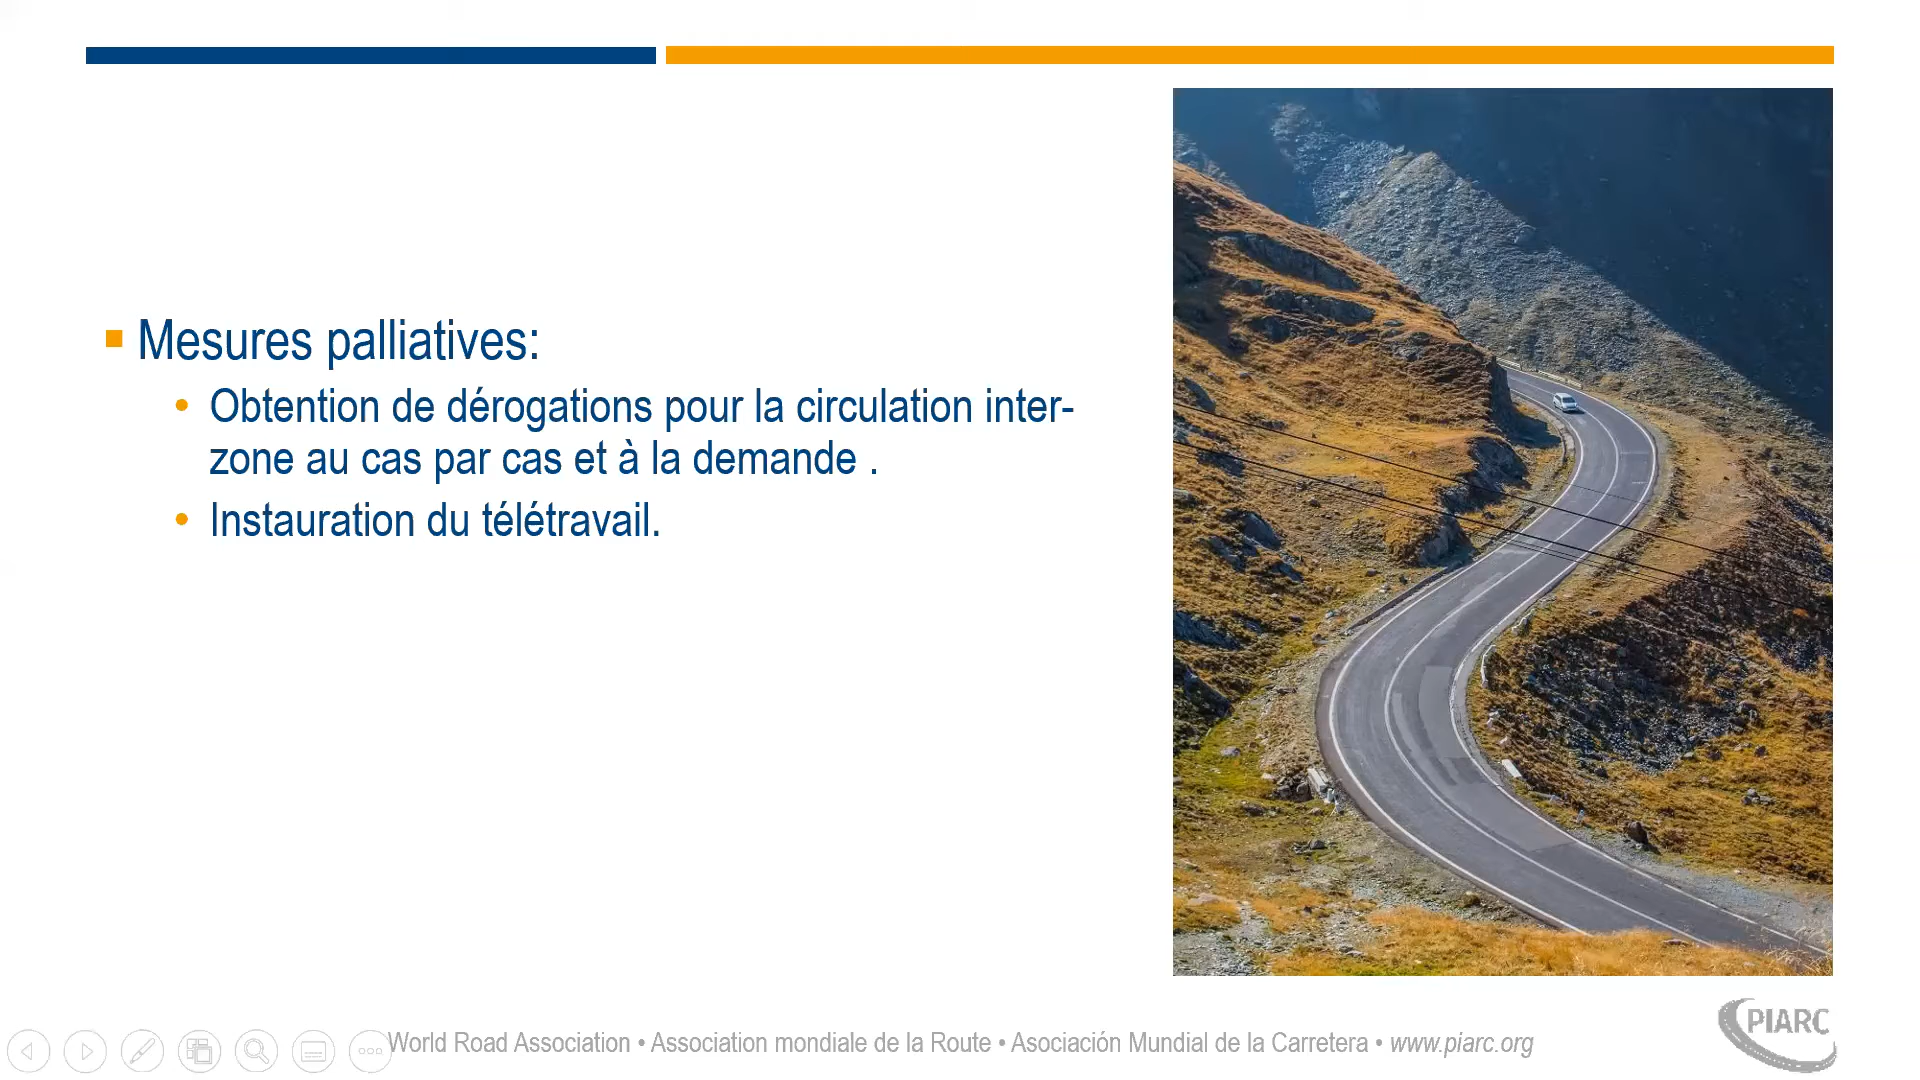 Mesures palliatives:
Obtention de dérogations pour la circulation inter-
zone au cas par cas et à la demande .
Instauration du télétravail.
World Road Association • Association mondiale de la Route • Asociación Mundial de la Carretera • www.piarc.org
PIARC